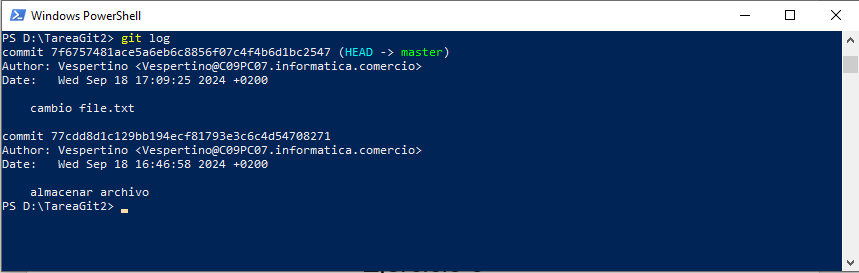 Windows PowerShell
PS D:\TareaGit2> git log
commit 7f6757481ace5a6eb6c8856f07c4f4b6d1bc2547 (HEAD -> master)
Author: Vespertino <Vespertino@C09PC07.informatica.comercio>
Date:   Wed Sep 18 17:09:25 2024 +0200
    cambio file.txt
commit 77cdd8d1c129bb194ecf81793e3c6c4d54708271
Author: Vespertino <Vespertino@C09PC07.informatica.comercio>
Date:   Wed Sep 18 16:46:58 2024 +0200
    almacenar archivo
PS D:\TareaGit2>